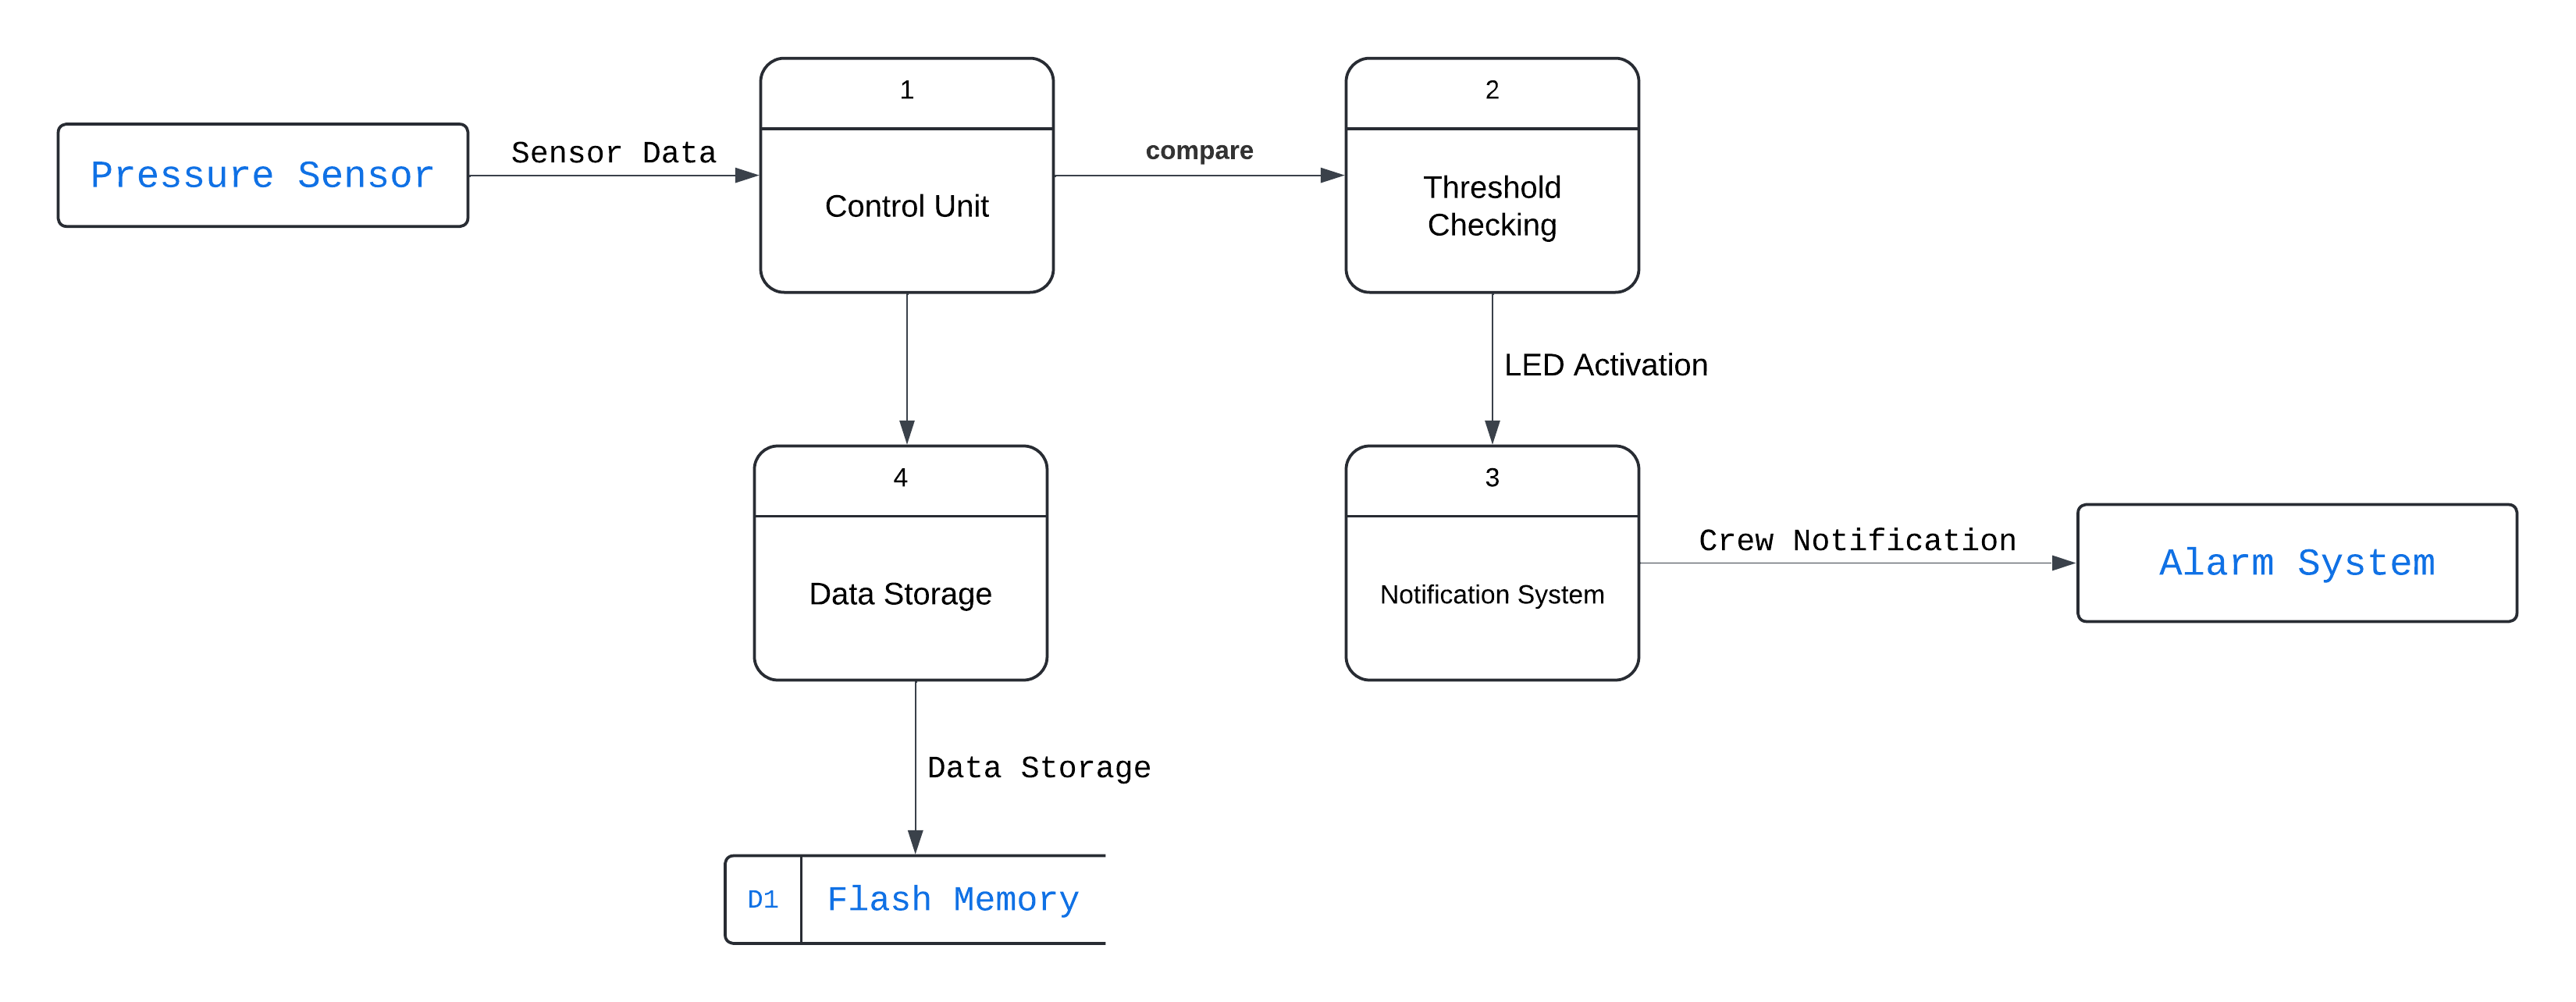 1
2
Pressure Sensor
Sensor Data
Control Unit
compare
Threshold
Checking
LED Activation
4
3
Data Storage
Notification System
Crew Notification
Alarm System
Data Storage
D1
Flash Memory